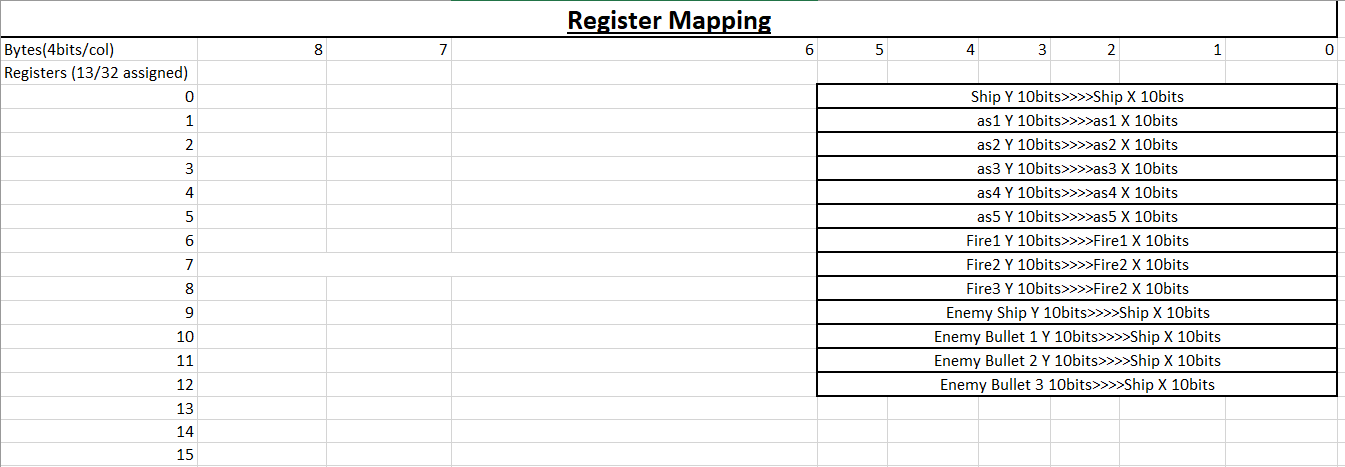 Register Mapping
Bytes(4bits/col) 8 7 6 5 4 3 2 1 0
Registers (13/32 assigned)
0 Ship Y 10bits>>>>Ship X 10bits
1 as1 Y 10bits>>>>as1 X 10bits
2 as2 Y 10bits>>>>as2 X 10bits
3 as3 Y 10bits>>>>as3 X 10bits
4 as4 Y 10bits>>>>as4 X 10bits
5 as5 Y 10bits>>>>as5 X 10bits
6 Fire1 Y 10bits>>>>Fire1 X 10bits
7 Fire2 Y 10bits>>>>Fire2 X 10bits
8 Fire3 Y 10bits>>>>Fire2 X 10bits
9 Enemy Ship Y 10bits>>>>Ship X 10bits
10 Enemy Bullet 1 Y 10bits>>>>Ship X 10bits
11 Enemy Bullet 2 Y 10bits>>>>Ship X 10bits
12 Enemy Bullet 3 10bits>>>>Ship X 10bits
13
14
15